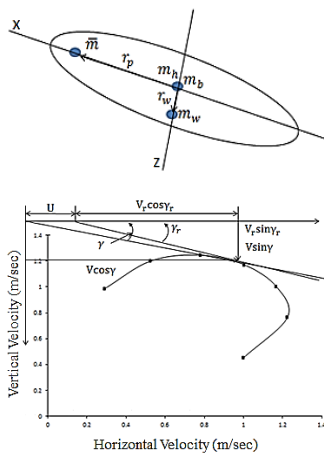 X
m̄
r_p
m_h
m_b
r_w
m_w
Z
U
V_r cosγ_r
1.4
γ
γ_r
V_r sinγ_r
Vsinγ
1.2
Vcosγ
1
0.8
0.6
0.4
0.2
0
0
0.2
0.4
0.6
0.8
1
1.2
1.4
Vertical Velocity (m/sec)
Horizontal Velocity (m/sec)